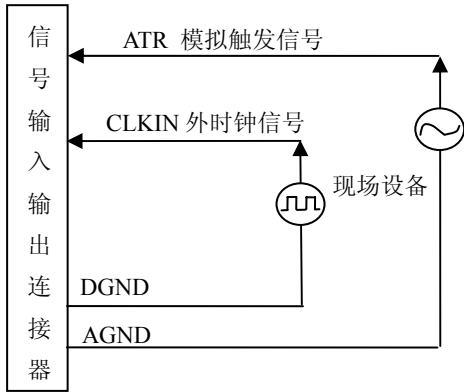 信号输入输出连接器
ATR 模拟触发信号
CLKIN 外时钟信号
现场设备
DGND
AGND